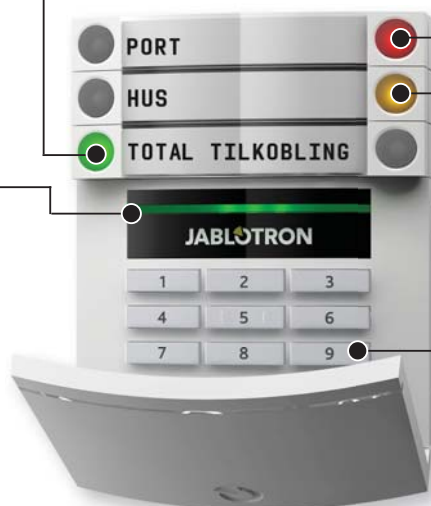 PORT
HUS
TOTAL TILKOBLING
JABLOTRON
1 2 3
4 5 6
7 8 9